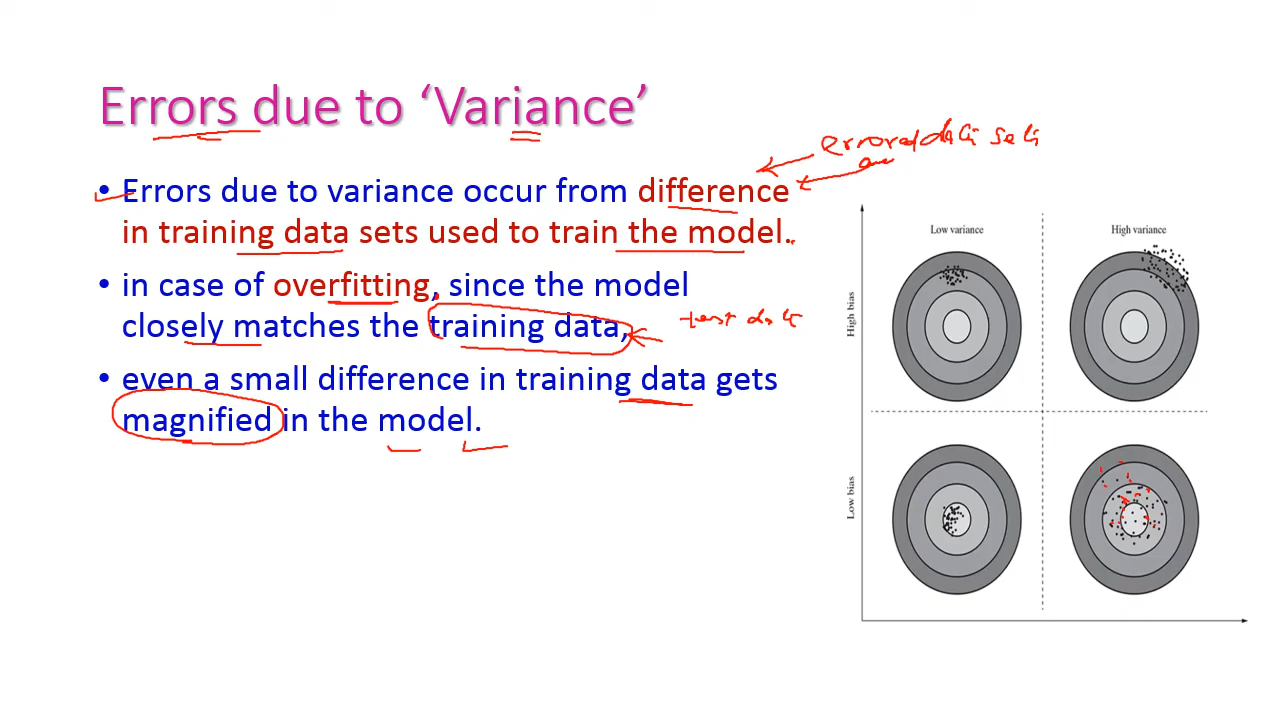 Errors due to ‘Variance’
• Errors due to variance occur from difference
in training data sets used to train the model.
• in case of overfitting, since the model
closely matches the training data,
• even a small difference in training data gets
magnified in the model.
test data
Low variance
High variance
High bias
Low bias